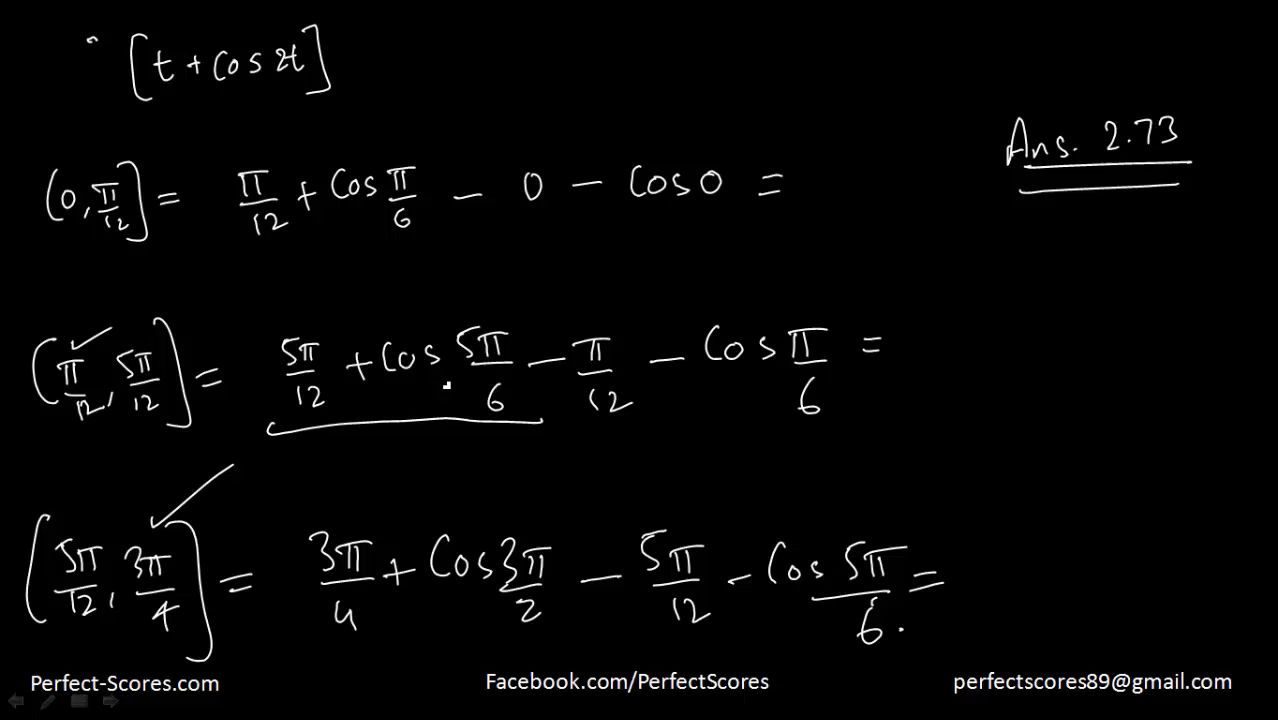 [t + cos 2t]
Ans. 2.73
(0, π/12] = π/12 + cos π/6 - 0 - cos 0 =
(π/12, 5π/12] = 5π/12 + cos 5π/6 - π/12 - cos π/6 =
(5π/12, 3π/4] = 3π/4 + cos 3π/2 - 5π/12 - cos 5π/6 =
Perfect-Scores.com Facebook.com/PerfectScores perfectscores89@gmail.com